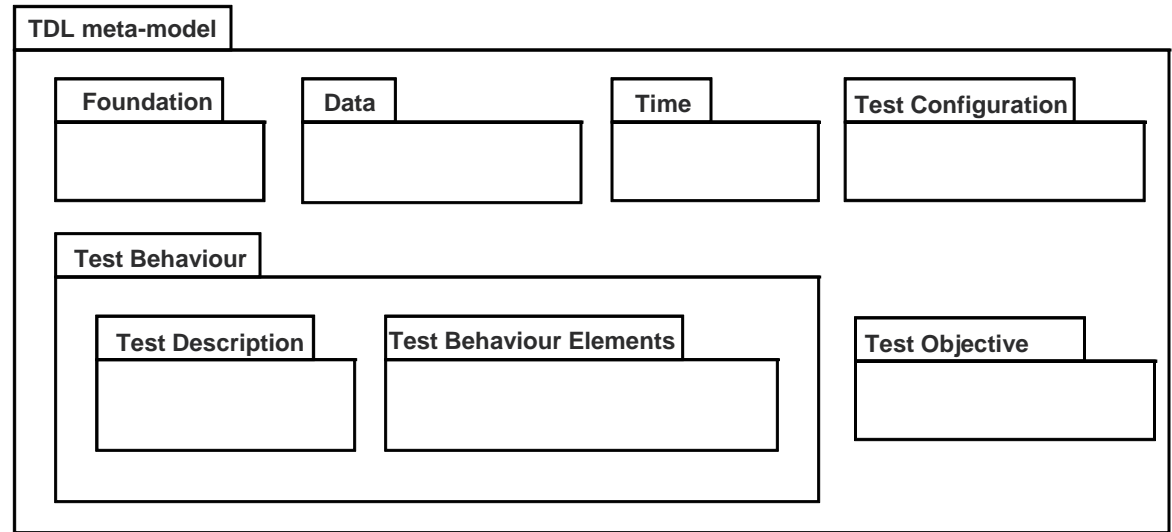 TDL meta-model
Foundation
Data
Time
Test Configuration
Test Behaviour
Test Description
Test Behaviour Elements
Test Objective